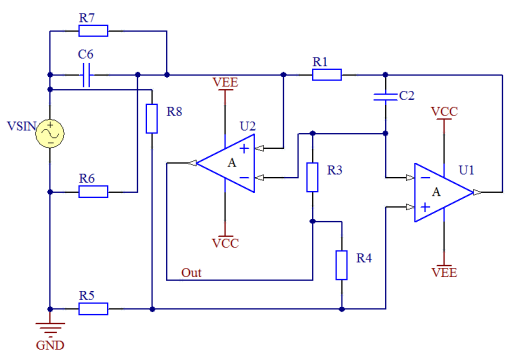 R7
C6
R1
VEE
R8
C2
VCC
VSIN
U2
+
A
−
R3
U1
−
A
+
R6
VCC
R4
VEE
Out
R5
GND